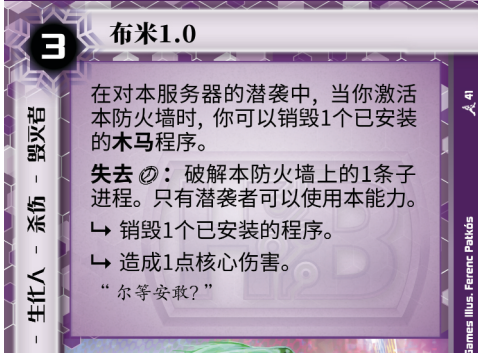 3
布米1.0
在对本服务器的潜袭中, 当你激活
本防火墙时, 你可以销毁1个已安装
的木马程序。
失去 : 破解本防火墙上的1条子
进程。只有潜袭者可以使用本能力。
↳ 销毁1个已安装的程序。
↳ 造成1点核心伤害。
“尔等安敢?”
- 生化人 - 杀伤 - 毁灭者
41
Games Illus. Ferenc Patkós